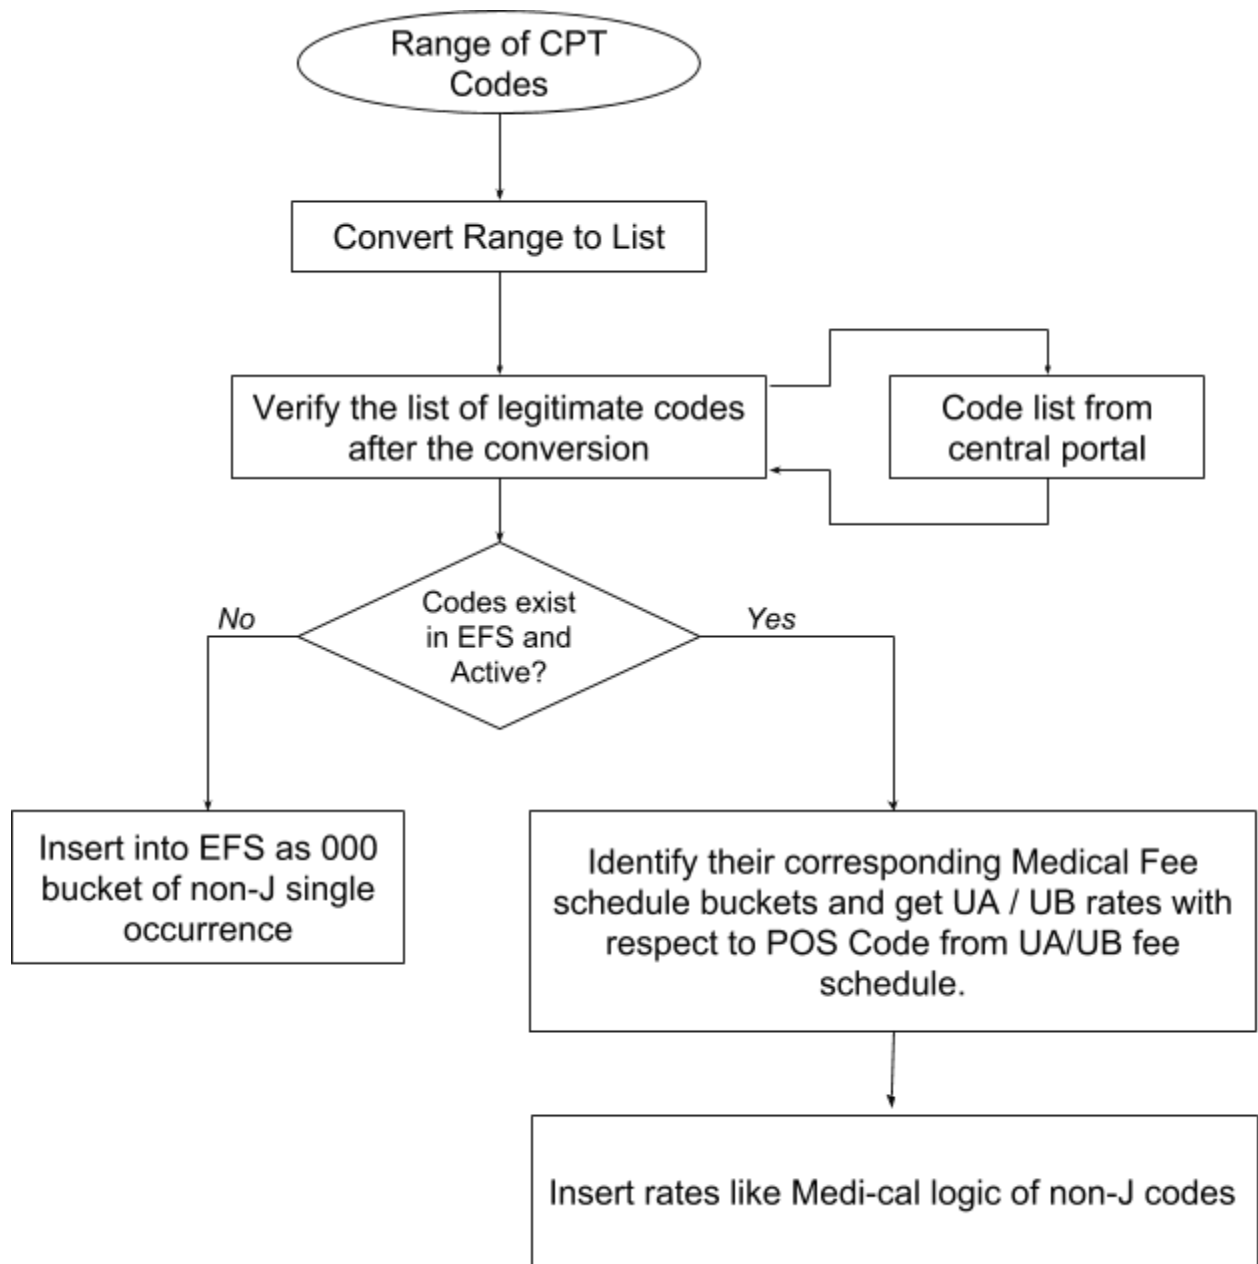 Range of CPT
Codes
Convert Range to List
Verify the list of legitimate codes
after the conversion
Code list from
central portal
Codes exist
in EFS and
Active?
No
Yes
Insert into EFS as 000
bucket of non-J single
occurrence
Identify their corresponding Medical Fee
schedule buckets and get UA / UB rates with
respect to POS Code from UA/UB fee
schedule.
Insert rates like Medi-cal logic of non-J codes